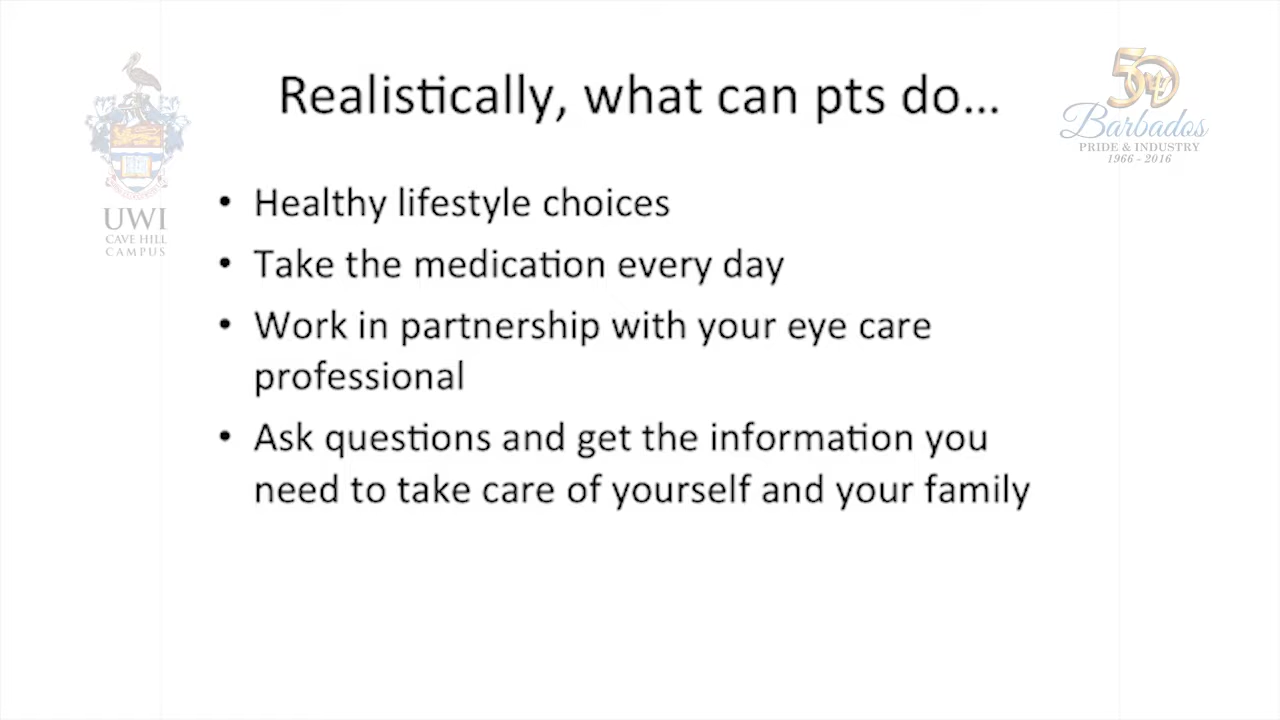 Realistically, what can pts do...
UWI
CAVE HILL
CAMPUS
50
Barbados
PRIDE & INDUSTRY
1966 - 2016
• Healthy lifestyle choices
• Take the medication every day
• Work in partnership with your eye care
professional
• Ask questions and get the information you
need to take care of yourself and your family